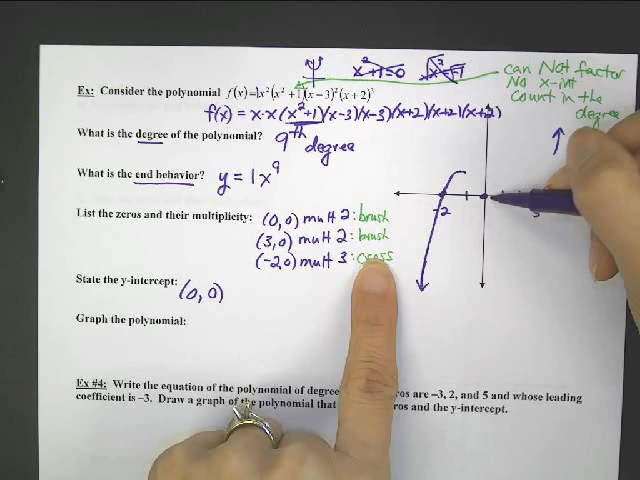 x²+1=0 √x²=√-1
can Not factor
No x-int
count in the
degree
Ex: Consider the polynomial f(x)=1x²(x²+1)(x−3)²(x+2)³
f(x)= x·x(x²+1)(x-3)(x-3)(x+2)(x+2)(x+2)
What is the degree of the polynomial? 9th degree
What is the end behavior? y = 1x⁹
List the zeros and their multiplicity: (0,0) mult 2: brush
(3,0) mult 2: brush
(-2,0) mult 3: cross
-2 3
State the y-intercept: (0,0)
Graph the polynomial:
Ex #4: Write the equation of the polynomial of degree ros are −3, 2, and 5 and whose leading
coefficient is −3. Draw a graph of the polynomial that ros and the y-intercept.